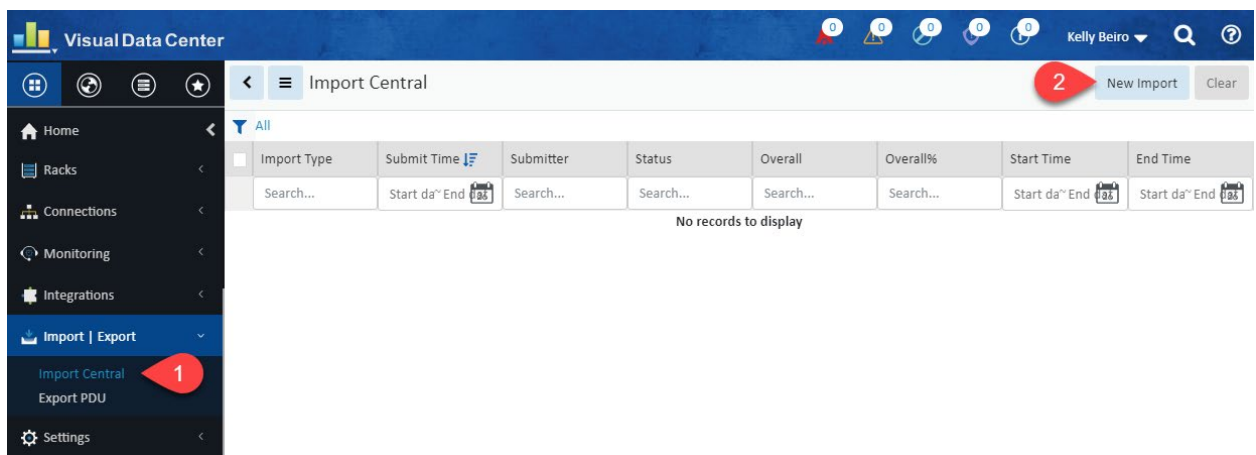 Visual Data Center
0 0 0 0 0
Kelly Beiro
Import Central
2
New Import
Clear
Home
Racks
Connections
Monitoring
Integrations
Import | Export
Import Central
1
Export PDU
Settings
All
Import Type Submit Time Submitter Status Overall Overall% Start Time End Time
Search... Start da~ End Search... Search... Search... Search... Start da~ End Start da~ End
No records to display